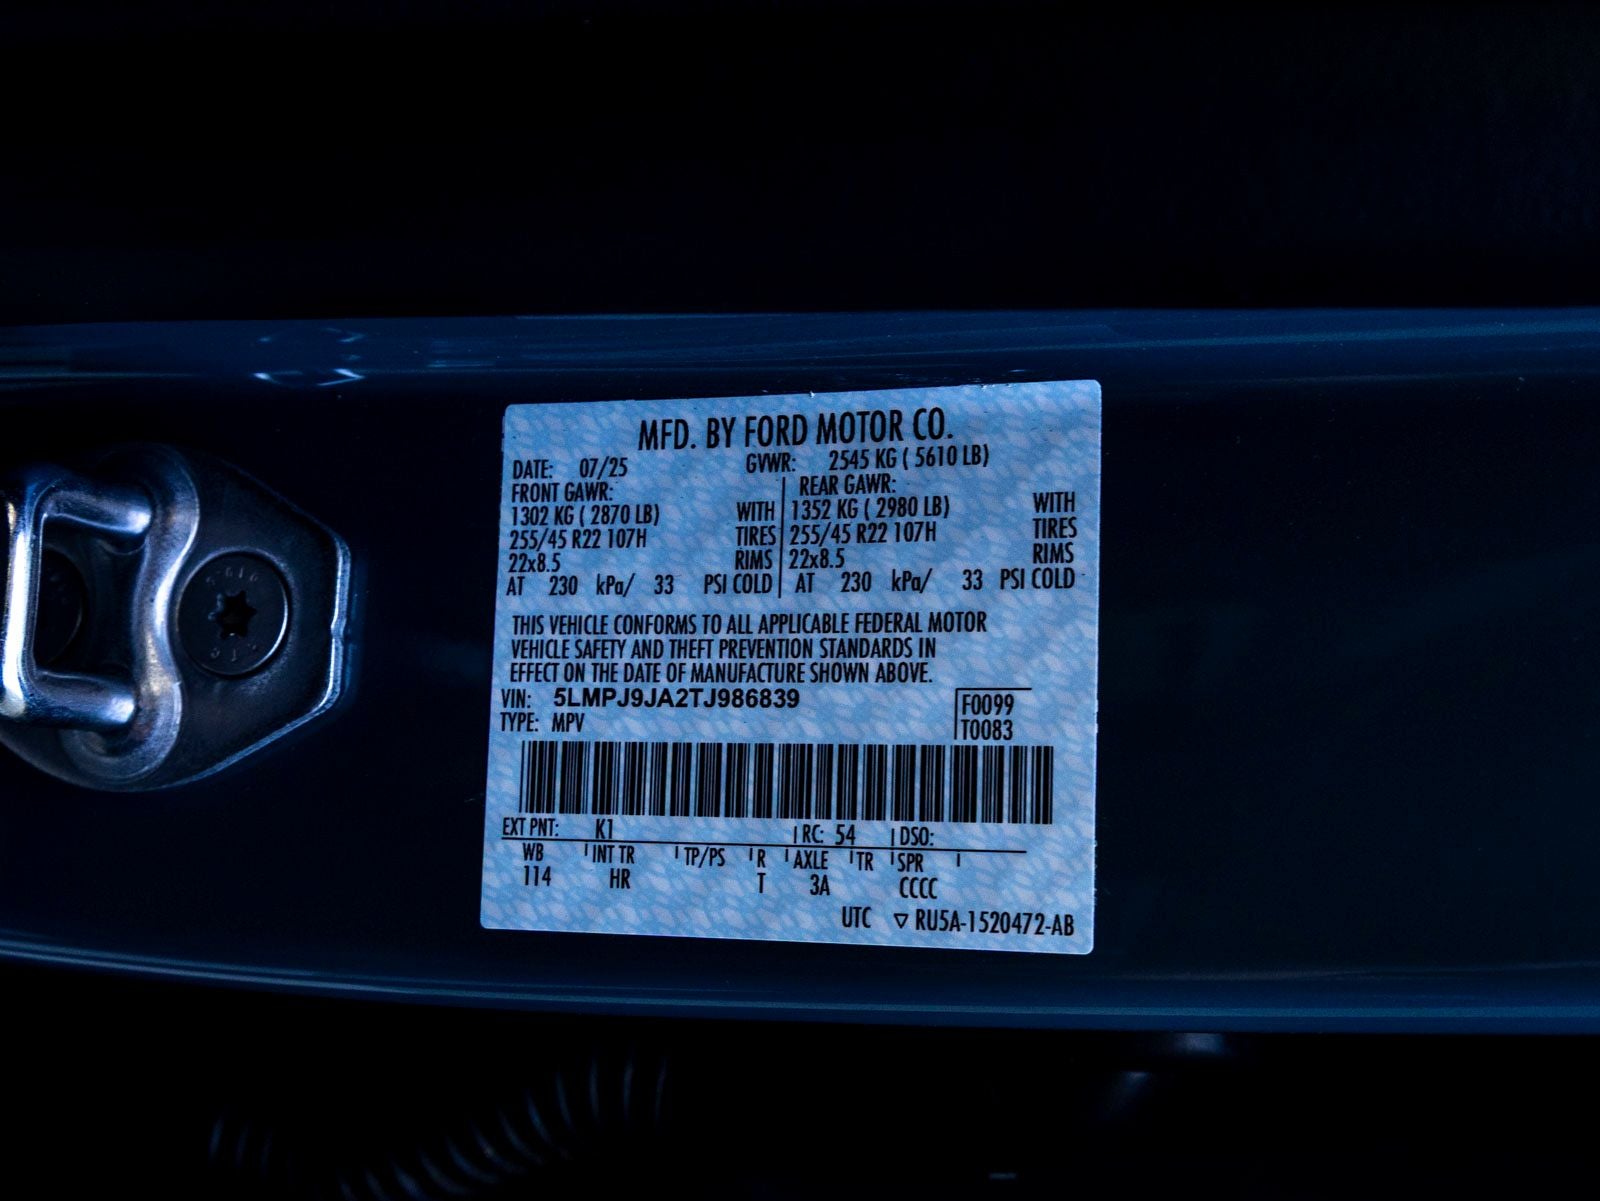 MFD. BY FORD MOTOR CO.
DATE: 07/25 GVWR: 2545 KG ( 5610 LB)
FRONT GAWR: REAR GAWR:
1302 KG ( 2870 LB) WITH 1352 KG ( 2980 LB) WITH
255/45 R22 107H TIRES 255/45 R22 107H TIRES
22x8.5 RIMS 22x8.5 RIMS
AT 230 kPa/ 33 PSI COLD AT 230 kPa/ 33 PSI COLD
THIS VEHICLE CONFORMS TO ALL APPLICABLE FEDERAL MOTOR
VEHICLE SAFETY AND THEFT PREVENTION STANDARDS IN
EFFECT ON THE DATE OF MANUFACTURE SHOWN ABOVE.
VIN: 5LMPJ9JA2TJ986839 F0099
TYPE: MPV T0083
EXT PNT: K1 RC: 54 DSO:
WB INT TR TP/PS R AXLE TR SPR
114 HR T 3A CCCC
UTC ▽ RU5A-1520472-AB